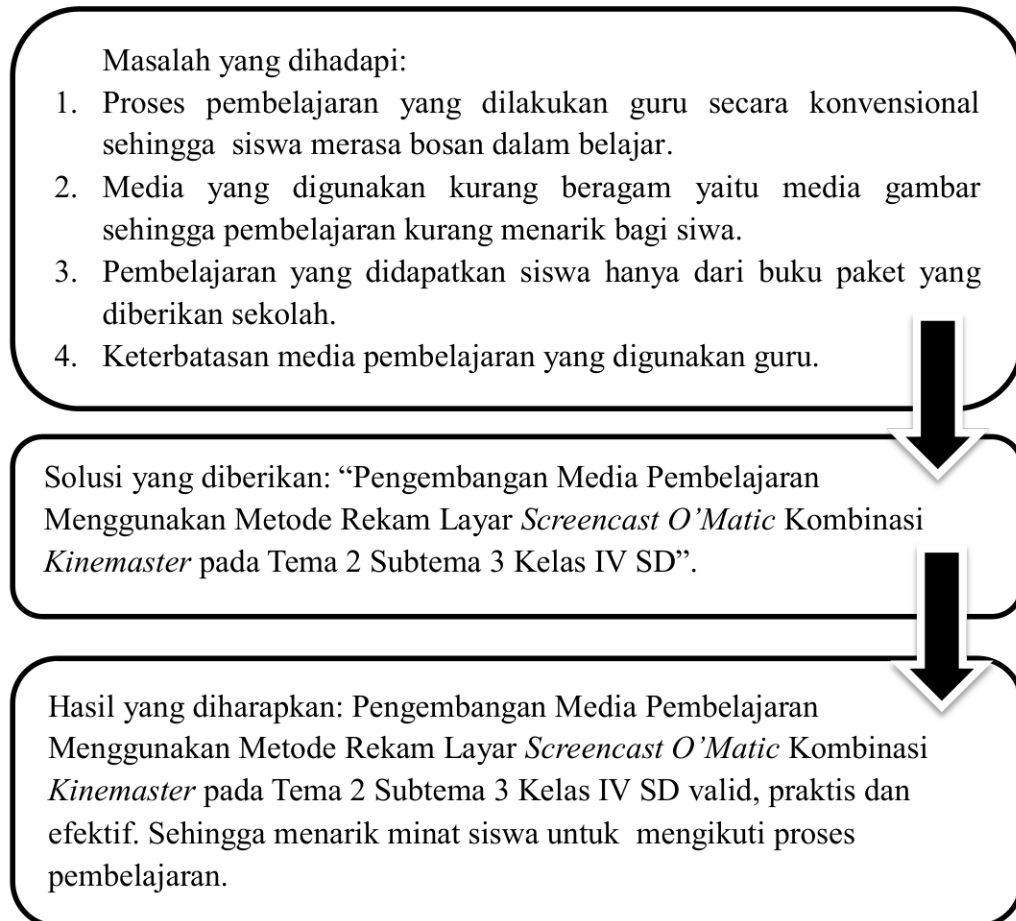 Masalah yang dihadapi:
1. Proses pembelajaran yang dilakukan guru secara konvensional
sehingga siswa merasa bosan dalam belajar.
2. Media yang digunakan kurang beragam yaitu media gambar
sehingga pembelajaran kurang menarik bagi siwa.
3. Pembelajaran yang didapatkan siswa hanya dari buku paket yang
diberikan sekolah.
4. Keterbatasan media pembelajaran yang digunakan guru.
Solusi yang diberikan: “Pengembangan Media Pembelajaran
Menggunakan Metode Rekam Layar Screencast O’Matic Kombinasi
Kinemaster pada Tema 2 Subtema 3 Kelas IV SD”.
Hasil yang diharapkan: Pengembangan Media Pembelajaran
Menggunakan Metode Rekam Layar Screencast O’Matic Kombinasi
Kinemaster pada Tema 2 Subtema 3 Kelas IV SD valid, praktis dan
efektif. Sehingga menarik minat siswa untuk mengikuti proses
pembelajaran.